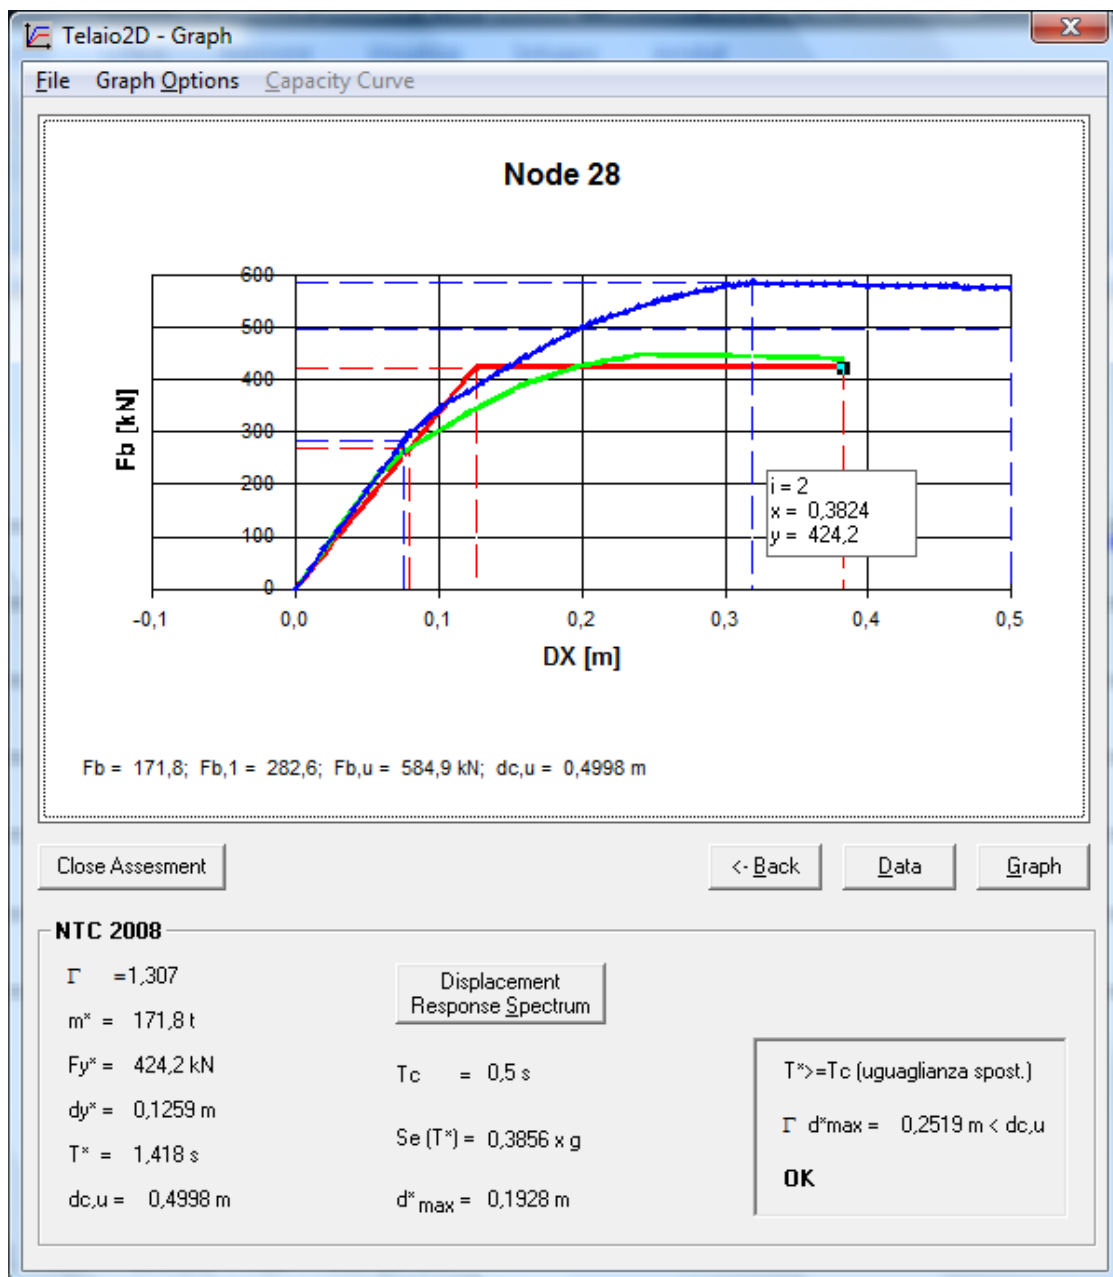 Telaio2D - Graph
File Graph Options Capacity Curve
Node 28
600
500
400
300
200
100
0
Fb [kN]
i = 2
x = 0,3824
y = 424,2
-0,1 0,0 0,1 0,2 0,3 0,4 0,5
DX [m]
Fb = 171,8; Fb,1 = 282,6; Fb,u = 584,9 kN; dc,u = 0,4998 m
Close Assesment <- Back Data Graph
NTC 2008
Γ =1,307
m* = 171,8 t
Fy* = 424,2 kN
dy* = 0,1259 m
T* = 1,418 s
dc,u = 0,4998 m
Displacement
Response Spectrum
Tc = 0,5 s
Se (T*) = 0,3856 x g
d*max = 0,1928 m
T*>=Tc (uguaglianza spost.)
Γ d*max = 0,2519 m < dc,u
OK